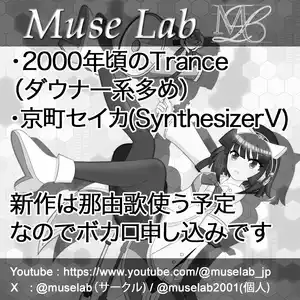 Muse Lab
・2000年頃のTrance
（ダウナー系多め）
・京町セイカ(SynthesizerV)
新作は那由歌使う予定
なのでボカロ申し込みです
Youtube : https://www.youtube.com/@muselab_jp
X : @muselab（サークル）/ @muselab2001(個人)